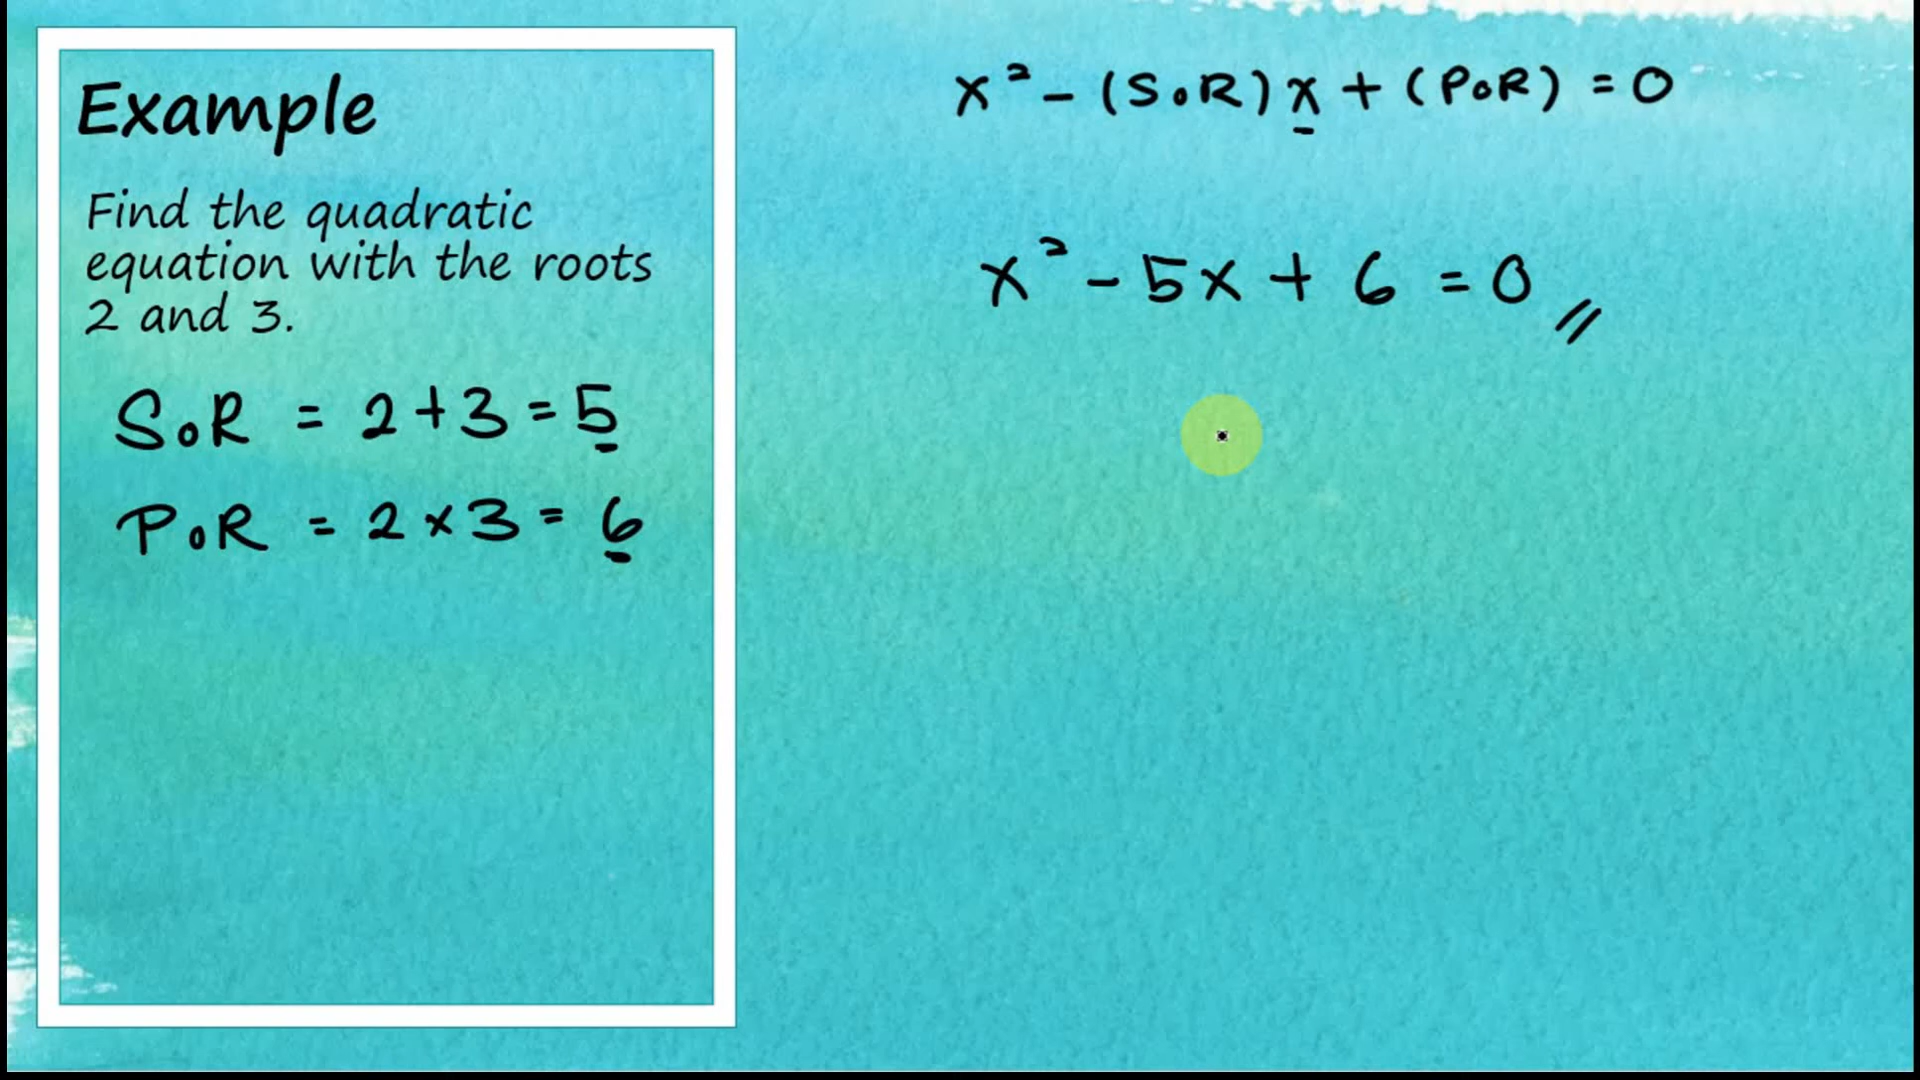 Example
Find the quadratic
equation with the roots
2 and 3.
SoR = 2+3 = 5
PoR = 2×3 = 6
x² - (SoR)x + (PoR) = 0
x² - 5x + 6 = 0 //